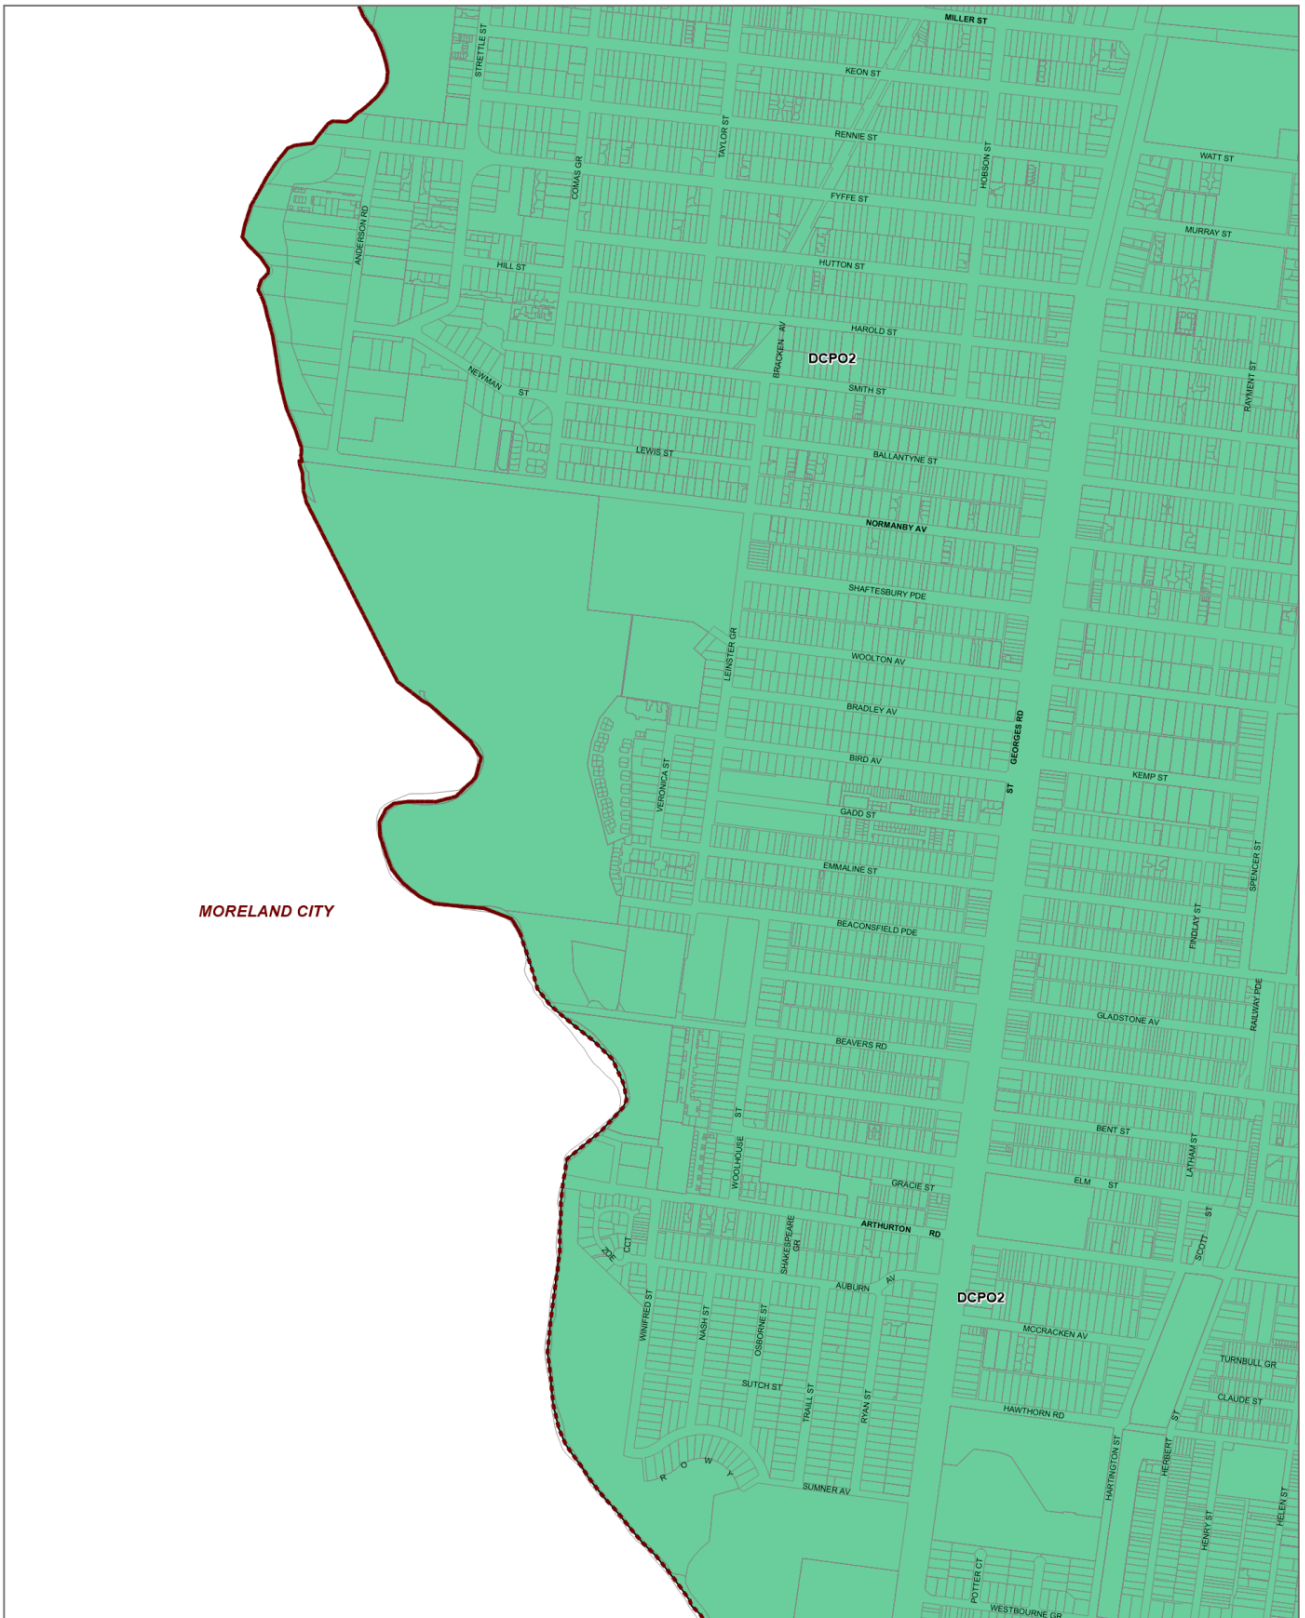 MILLER ST
STRETTLE ST
KEON ST
TAYLOR ST
RENNIE ST
HOBSON ST
WATT ST
COMAS GR
FYFFE ST
ANDERSON RD
MURRAY ST
HILL ST
HUTTON ST
HAROLD ST
BRACKEN AV
DCPO2
NEWMAN ST
SMITH ST
RAYMENT ST
LEWIS ST
BALLANTYNE ST
NORMANBY AV
SHAFTESBURY PDE
LEINSTER GR
WOOLTON AV
BRADLEY AV
ST GEORGES RD
BIRD AV
KEMP ST
VERONICA ST
GADD ST
EMMALINE ST
SPENCER ST
MORELAND CITY
BEACONSFIELD PDE
FINDLAY ST
GLADSTONE AV
RAILWAY PDE
BEAVERS RD
BENT ST
WOOLHOUSE ST
LATHAM ST
GRACIE ST
ELM ST
ARTHURTON RD
SHAKESPEARE GR
SCOTT ST
ZOE CCT
AUBURN AV
DCPO2
WINIFRED ST
NASH ST
OSBORNE ST
MCCRACKEN AV
TURNBULL GR
SUTCH ST
TRAILL ST
RYAN ST
CLAUDE ST
HAWTHORN RD
HERBERT ST
HARTINGTON ST
ROWY
SUMNER AV
HENRY ST
HELEN ST
POTTER CT
WESTBOURNE GR